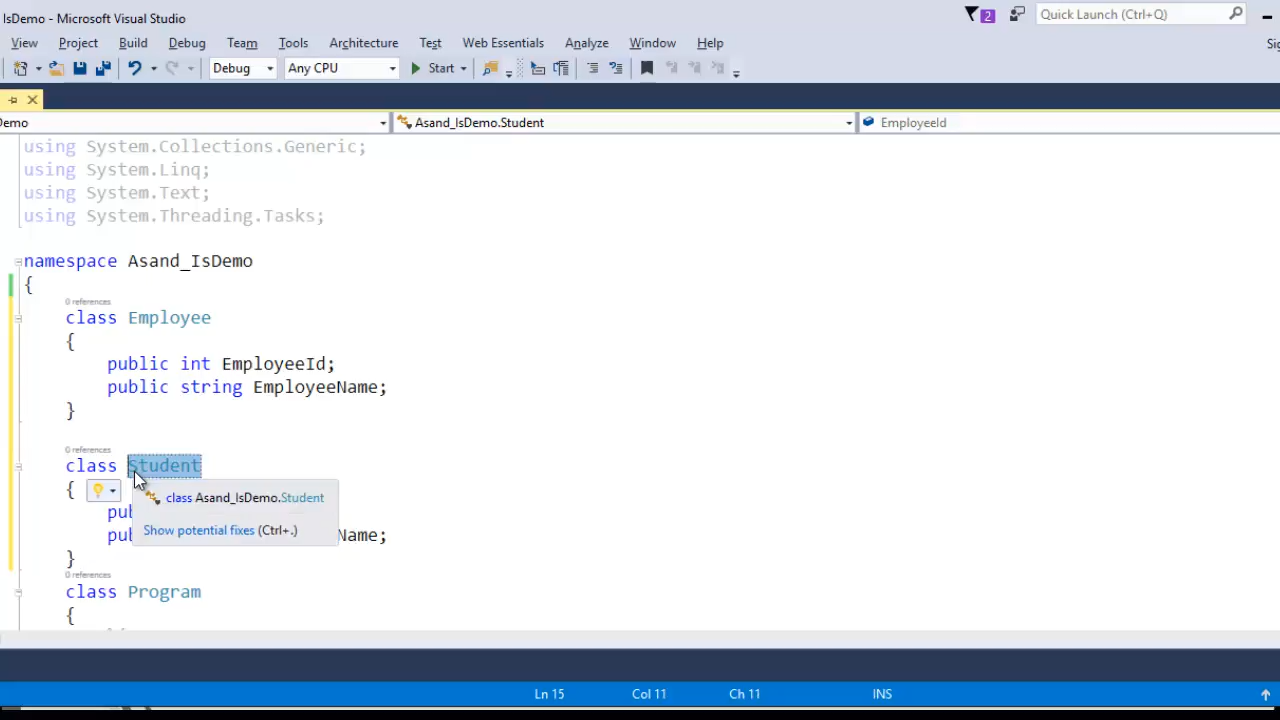 IsDemo - Microsoft Visual Studio
2
Quick Launch (Ctrl+Q)
View Project Build Debug Team Tools Architecture Test Web Essentials Analyze Window Help
Debug Any CPU Start
Asand_IsDemo.Student EmployeeId
using System.Collections.Generic;
using System.Linq;
using System.Text;
using System.Threading.Tasks;
namespace Asand_IsDemo
{
0 references
class Employee
{
public int EmployeeId;
public string EmployeeName;
}
0 references
class Student
{
class Asand_IsDemo.Student
Show potential fixes (Ctrl+.)
Name;
}
0 references
class Program
{
Ln 15 Col 11 Ch 11 INS